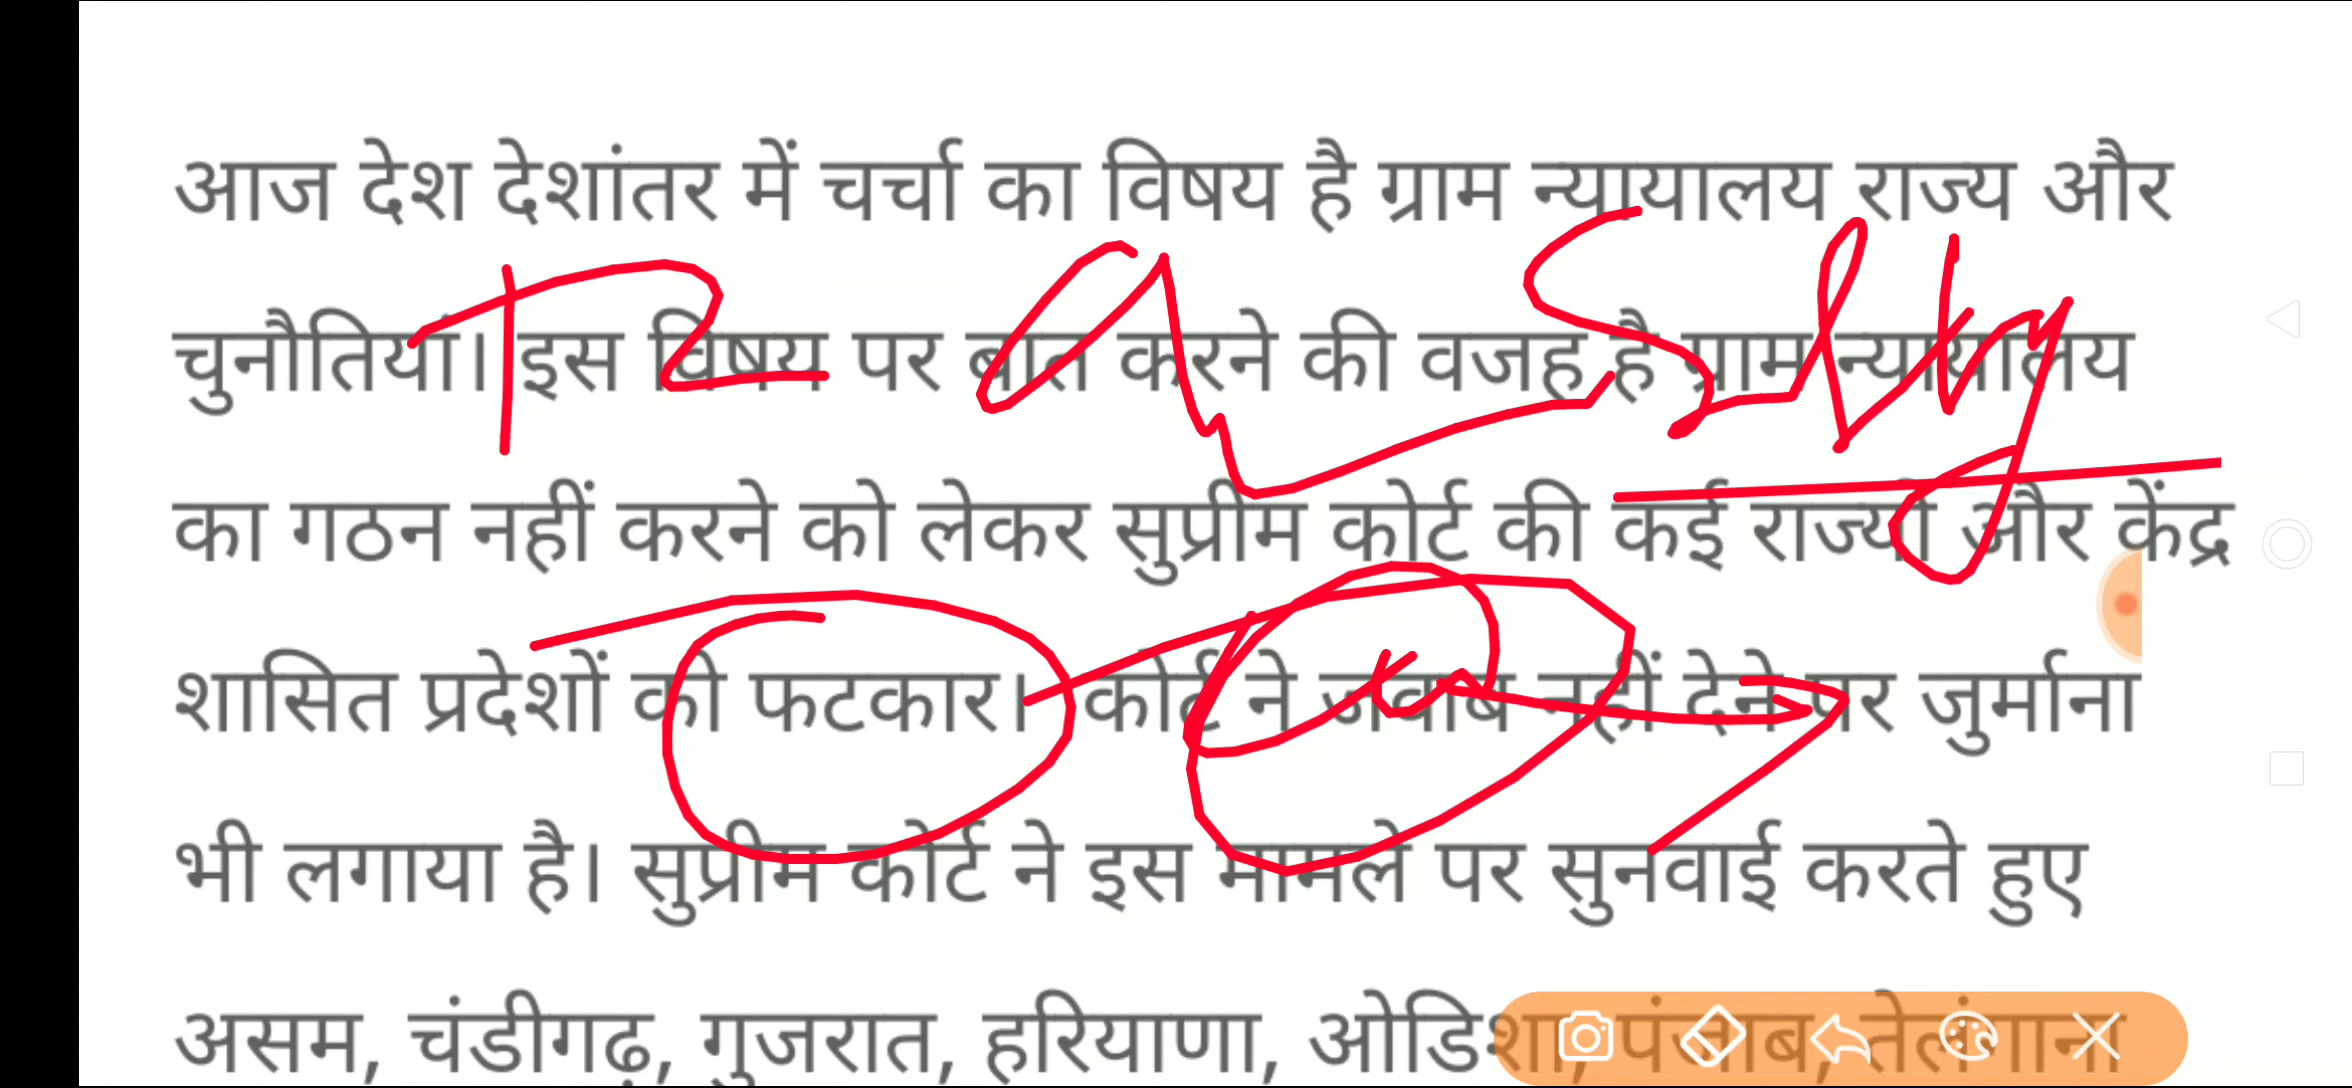 आज देश देशांतर में चर्चा का विषय है ग्राम न्यायालय राज्य और
चुनौतियां। इस विषय पर बात करने की वजह है ग्राम न्यायालय
का गठन नहीं करने को लेकर सुप्रीम कोर्ट की कई राज्यों और केंद्र
शासित प्रदेशों को फटकार। कोर्ट ने जवाब नहीं देने पर जुर्माना
भी लगाया है। सुप्रीम कोर्ट ने इस मामले पर सुनवाई करते हुए
असम, चंडीगढ़, गुजरात, हरियाणा, ओडिशा, पंजाब, तेलंगाना